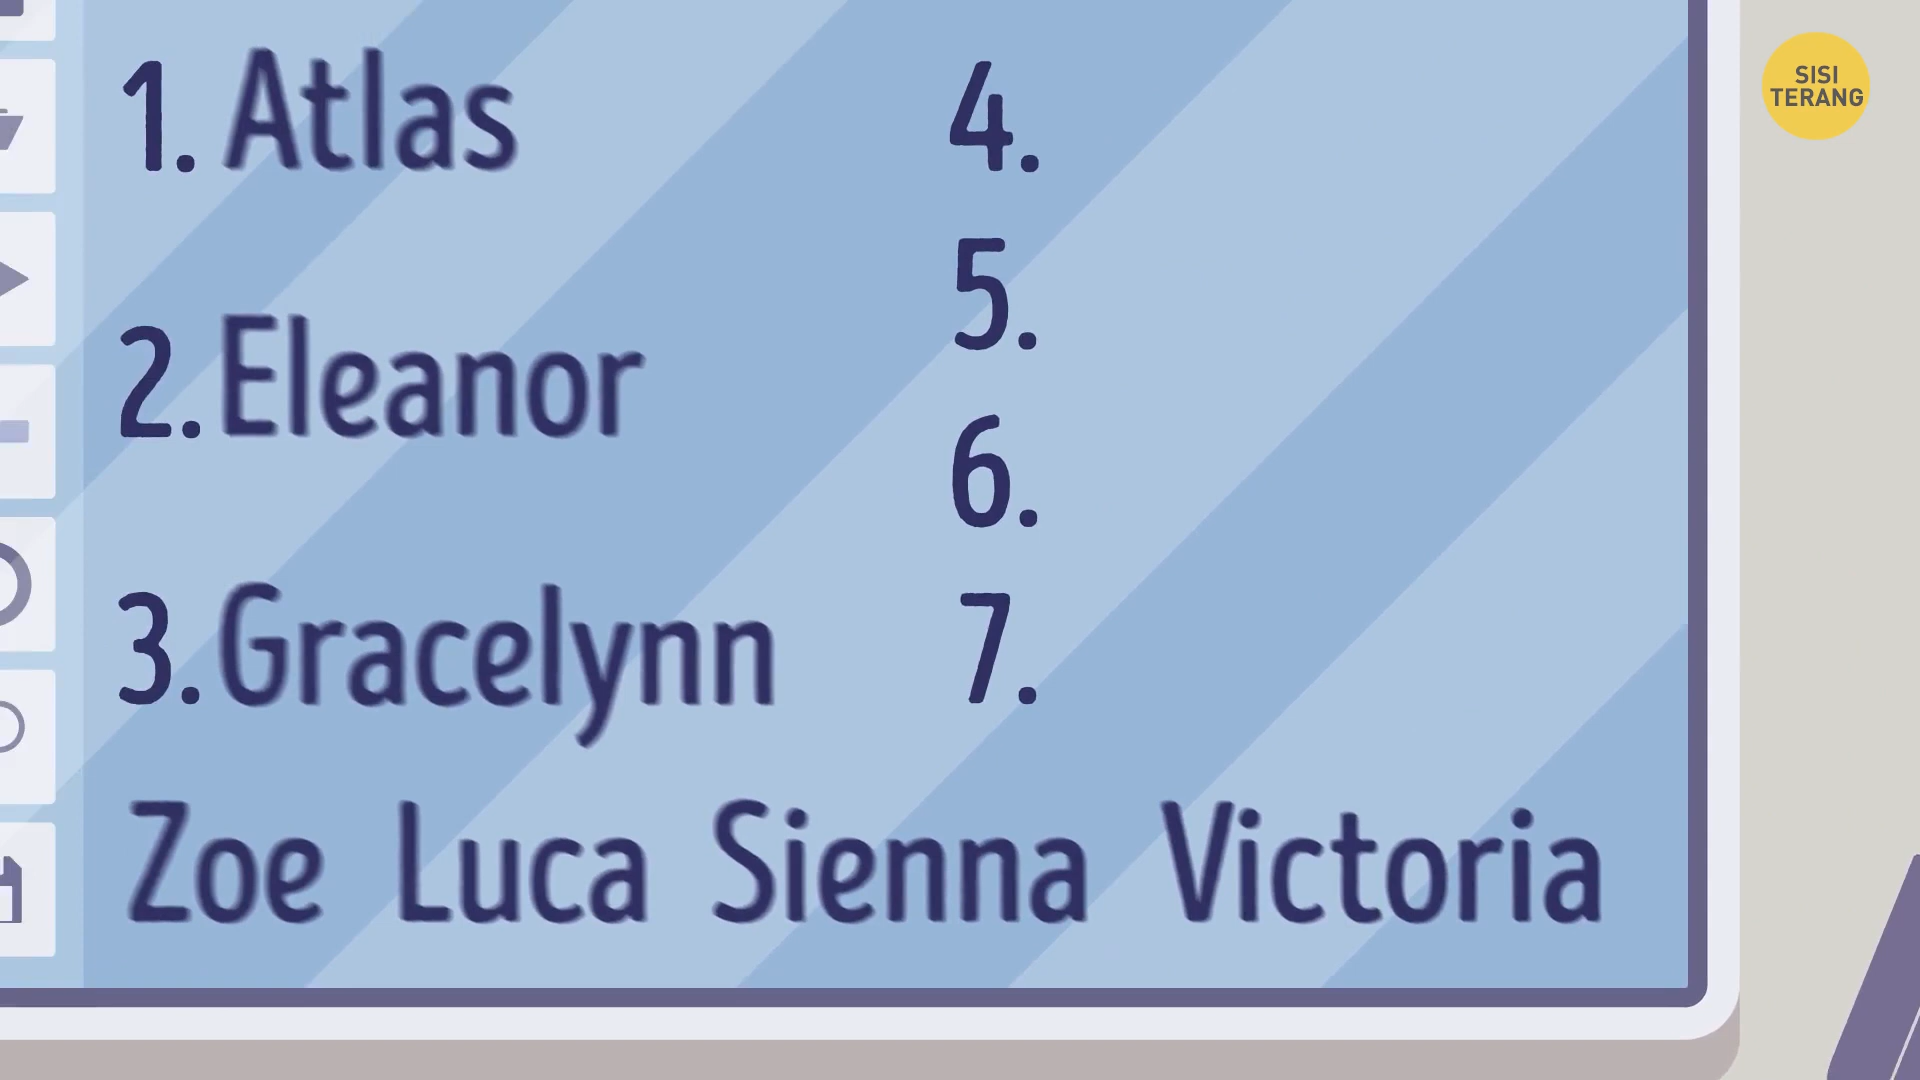 1. Atlas
2. Eleanor
3. Gracelynn
4.
5.
6.
7.
Zoe Luca Sienna Victoria
SISI
TERANG